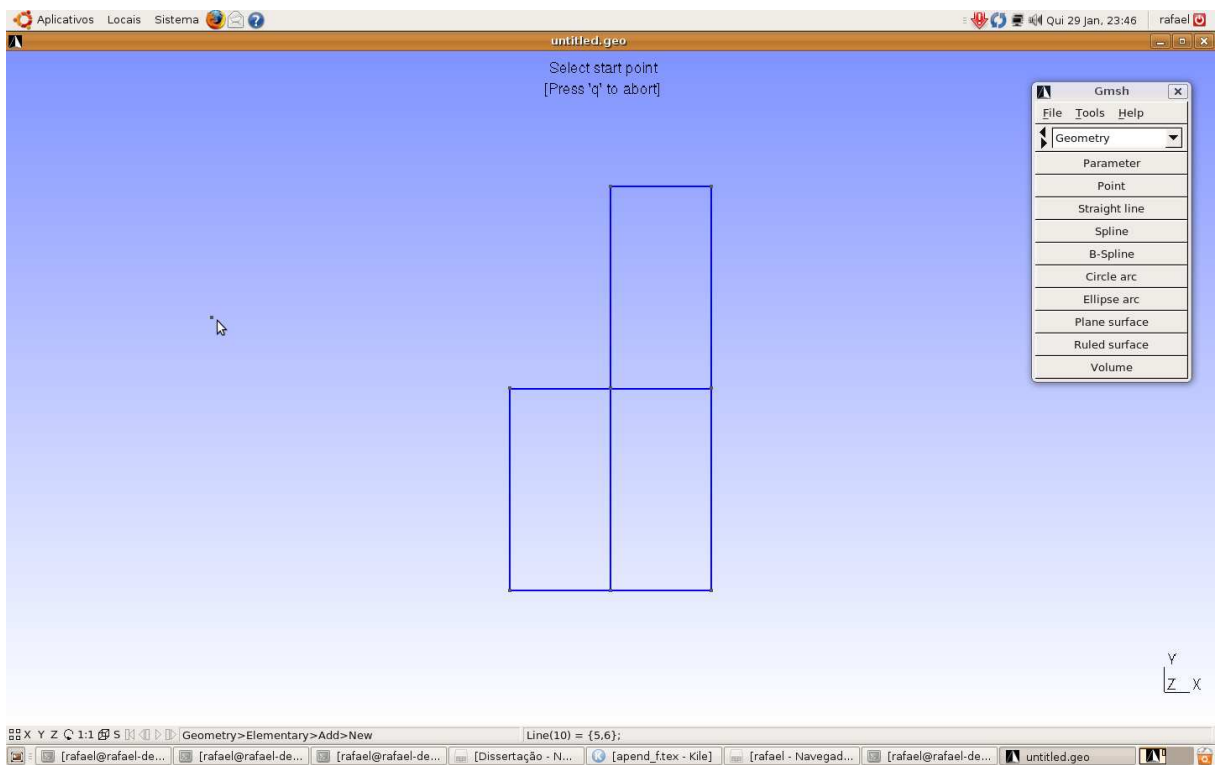 Aplicativos Locais Sistema Qui 29 Jan, 23:46 rafael
untitled.geo
Select start point
[Press 'q' to abort]
Gmsh
File Tools Help
Geometry
Parameter
Point
Straight line
Spline
B-Spline
Circle arc
Ellipse arc
Plane surface
Ruled surface
Volume
Y
Z X
X Y Z 1:1 S Geometry>Elementary>Add>New Line(10) = {5,6};
[rafael@rafael-de... [rafael@rafael-de... [rafael@rafael-de... [Dissertação - N... [apend_f.tex - Kile] [rafael - Navegad... [rafael@rafael-de... untitled.geo